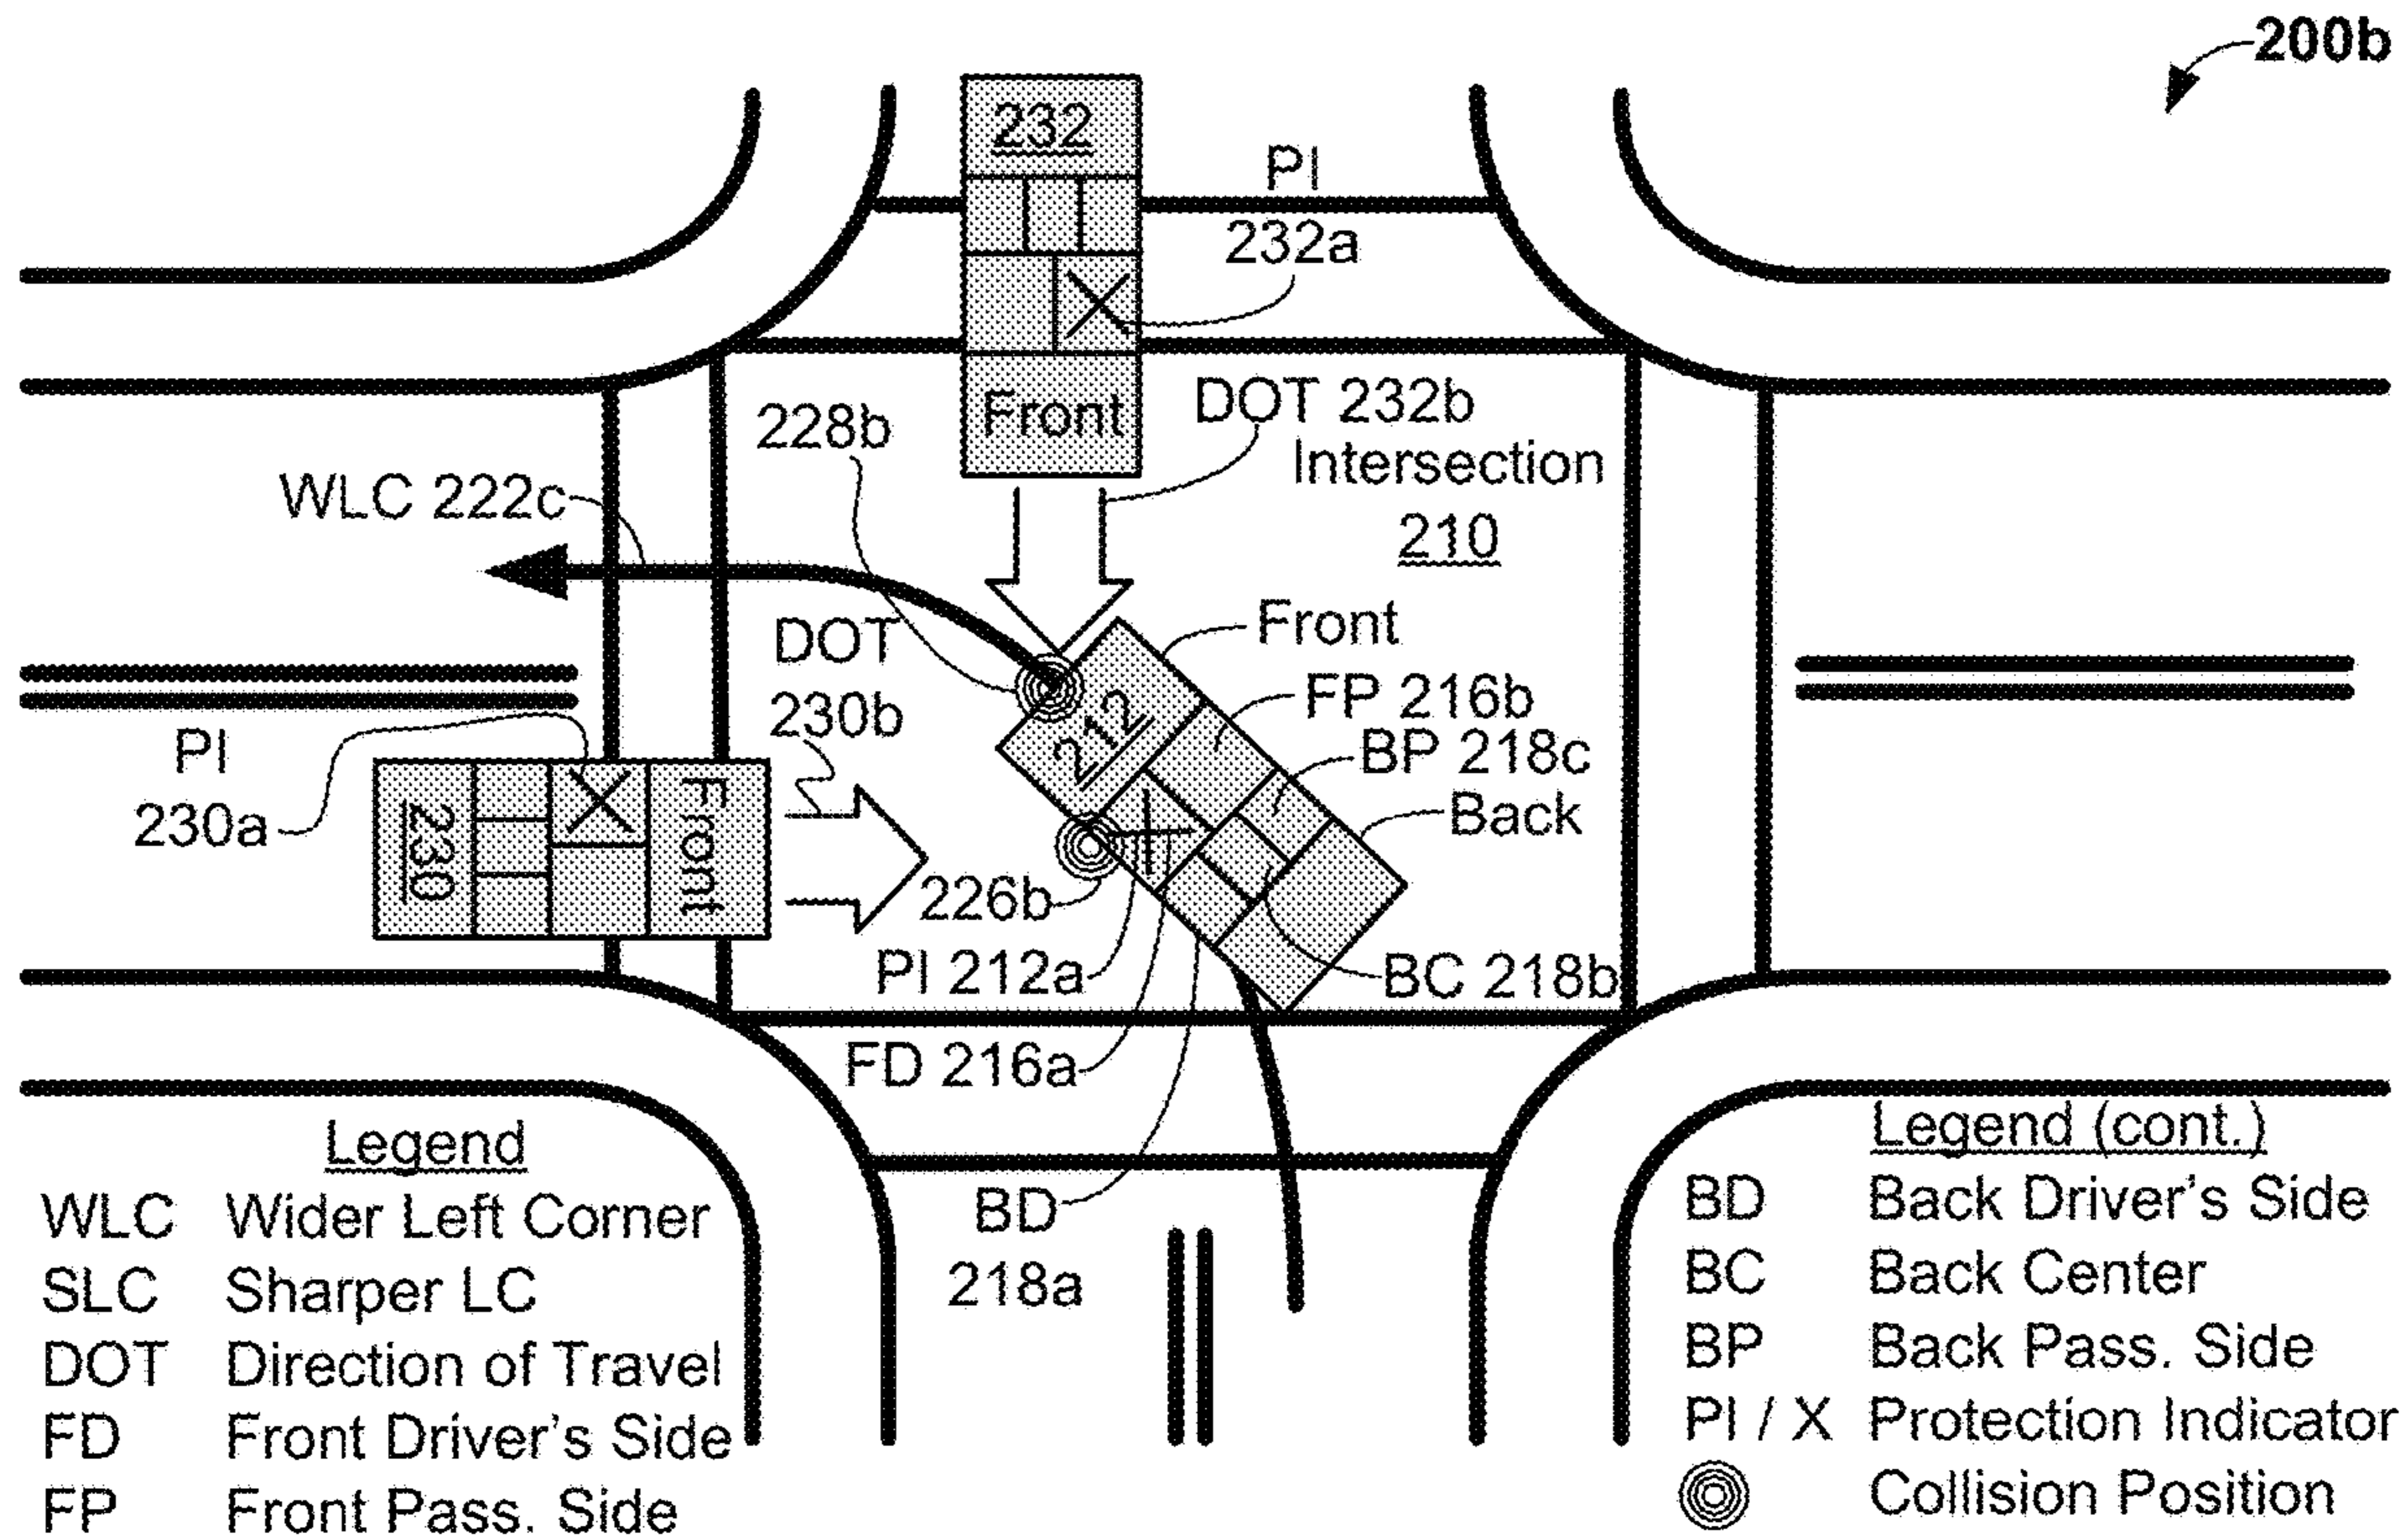 200b
232
PI
232a
Front
DOT 232b
Intersection
210
228b
WLC 222c
DOT
230b
Front
FP 216b
BP 218c
Back
212
PI
230a
230
Front
226b
PI 212a
BC 218b
FD 216a
BD
218a
Legend
WLC Wider Left Corner
SLC Sharper LC
DOT Direction of Travel
FD Front Driver's Side
FP Front Pass. Side
Legend (cont.)
BD Back Driver's Side
BC Back Center
BP Back Pass. Side
PI / X Protection Indicator
Collision Position